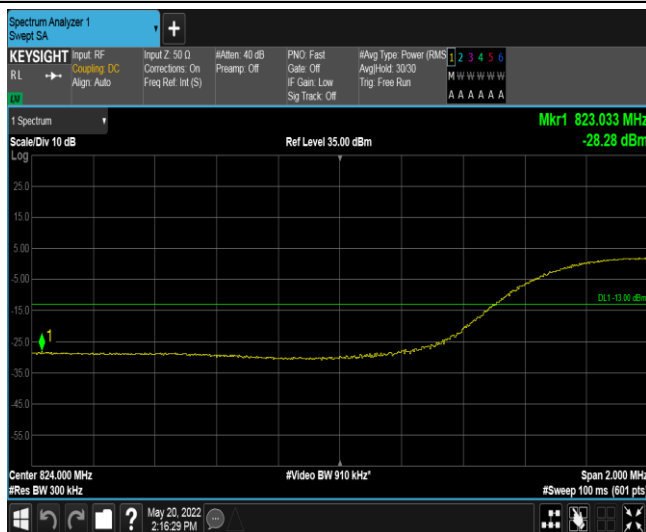 Spectrum Analyzer 1
Swept SA
+
KEYSIGHT Input: RF Input Z: 50 Ω #Atten: 40 dB PNO: Fast #Avg Type: Power (RMS 1 2 3 4 5 6
RL Coupling: DC Corrections: On Preamp: Off Gate: Off Avg|Hold: 30/30 M W W W W W
Align: Auto Freq Ref: Int (S) IF Gain: Low Trig: Free Run
Sig Track: Off A A A A A A
LXI
1 Spectrum Mkr1 823.033 MHz
Scale/Div 10 dB Ref Level 35.00 dBm -28.28 dBm
Log
25.0
15.0
5.00
-5.00
DL1 -13.00 dBm
-15.0
1
-25.0
-35.0
-45.0
-55.0
Center 824.000 MHz #Video BW 910 kHz* Span 2.000 MHz
#Res BW 300 kHz #Sweep 100 ms (601 pts)
? May 20, 2022
2:16:29 PM